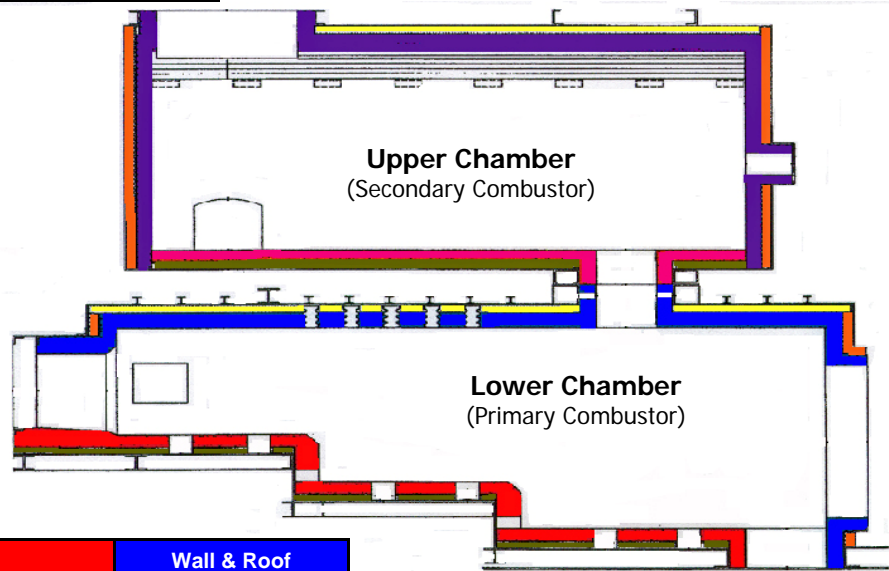 Upper Chamber
(Secondary Combustor)
Lower Chamber
(Primary Combustor)
Wall & Roof